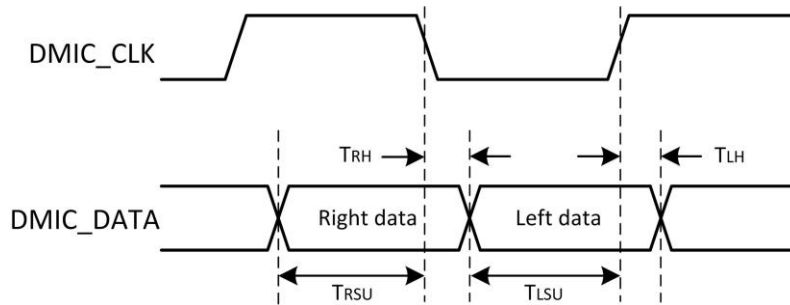 DMIC_CLK
TRH
TLH
DMIC_DATA
Right data
Left data
TRSU
TLSU